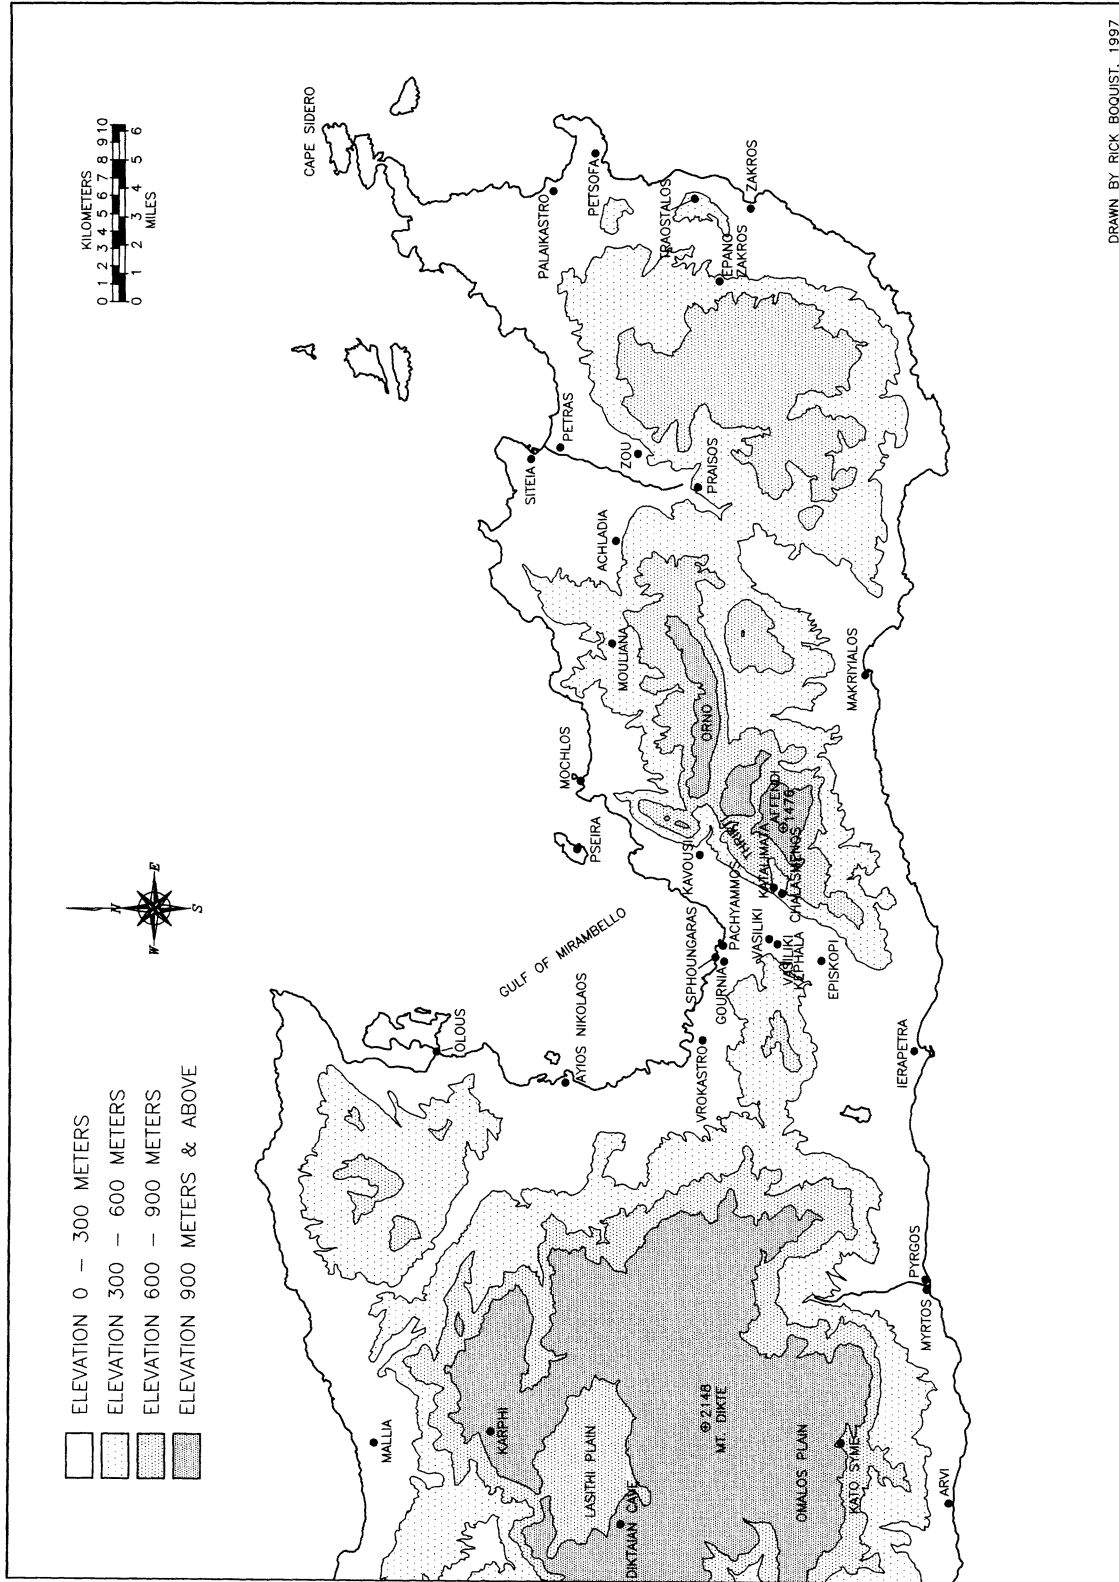 ELEVATION 0 – 300 METERS
ELEVATION 300 – 600 METERS
ELEVATION 600 – 900 METERS
ELEVATION 900 METERS & ABOVE
N
W
E
S
KILOMETERS
0 1 2 3 4 5 6 7 8 9 10
0 1 2 3 4 5 6
MILES
CAPE SIDERO
MALLIA
OLOUS
GULF OF MIRAMBELLO
AYIOS NIKOLAOS
PSEIRA
MOCHLOS
SITEIA
PETRAS
PALAIKASTRO
PETSOFA
KARPHI
LASITHI PLAIN
DIKTAIAN CAVE
MOULIANA
ACHLADIA
ZOU
PRAISOS
TRAOSTALOS
EPANO
ZAKROS
ZAKROS
VROKASTRO
GOURNIA
SPHOUNGARAS
PACHYAMMOS
KAVOUSI
ORNO
THRIPTI
2148
MT. DIKTE
VASILIKI
VASILIKI
KEPHALA
KATALIMATA
CHALASMENOS
AFFENDI
1476
EPISKOPI
OMALOS PLAIN
KATO SYME
MAKRIYIALOS
IERAPETRA
ARVI
MYRTOS
PYRGOS
DRAWN BY RICK BOQUIST, 1997